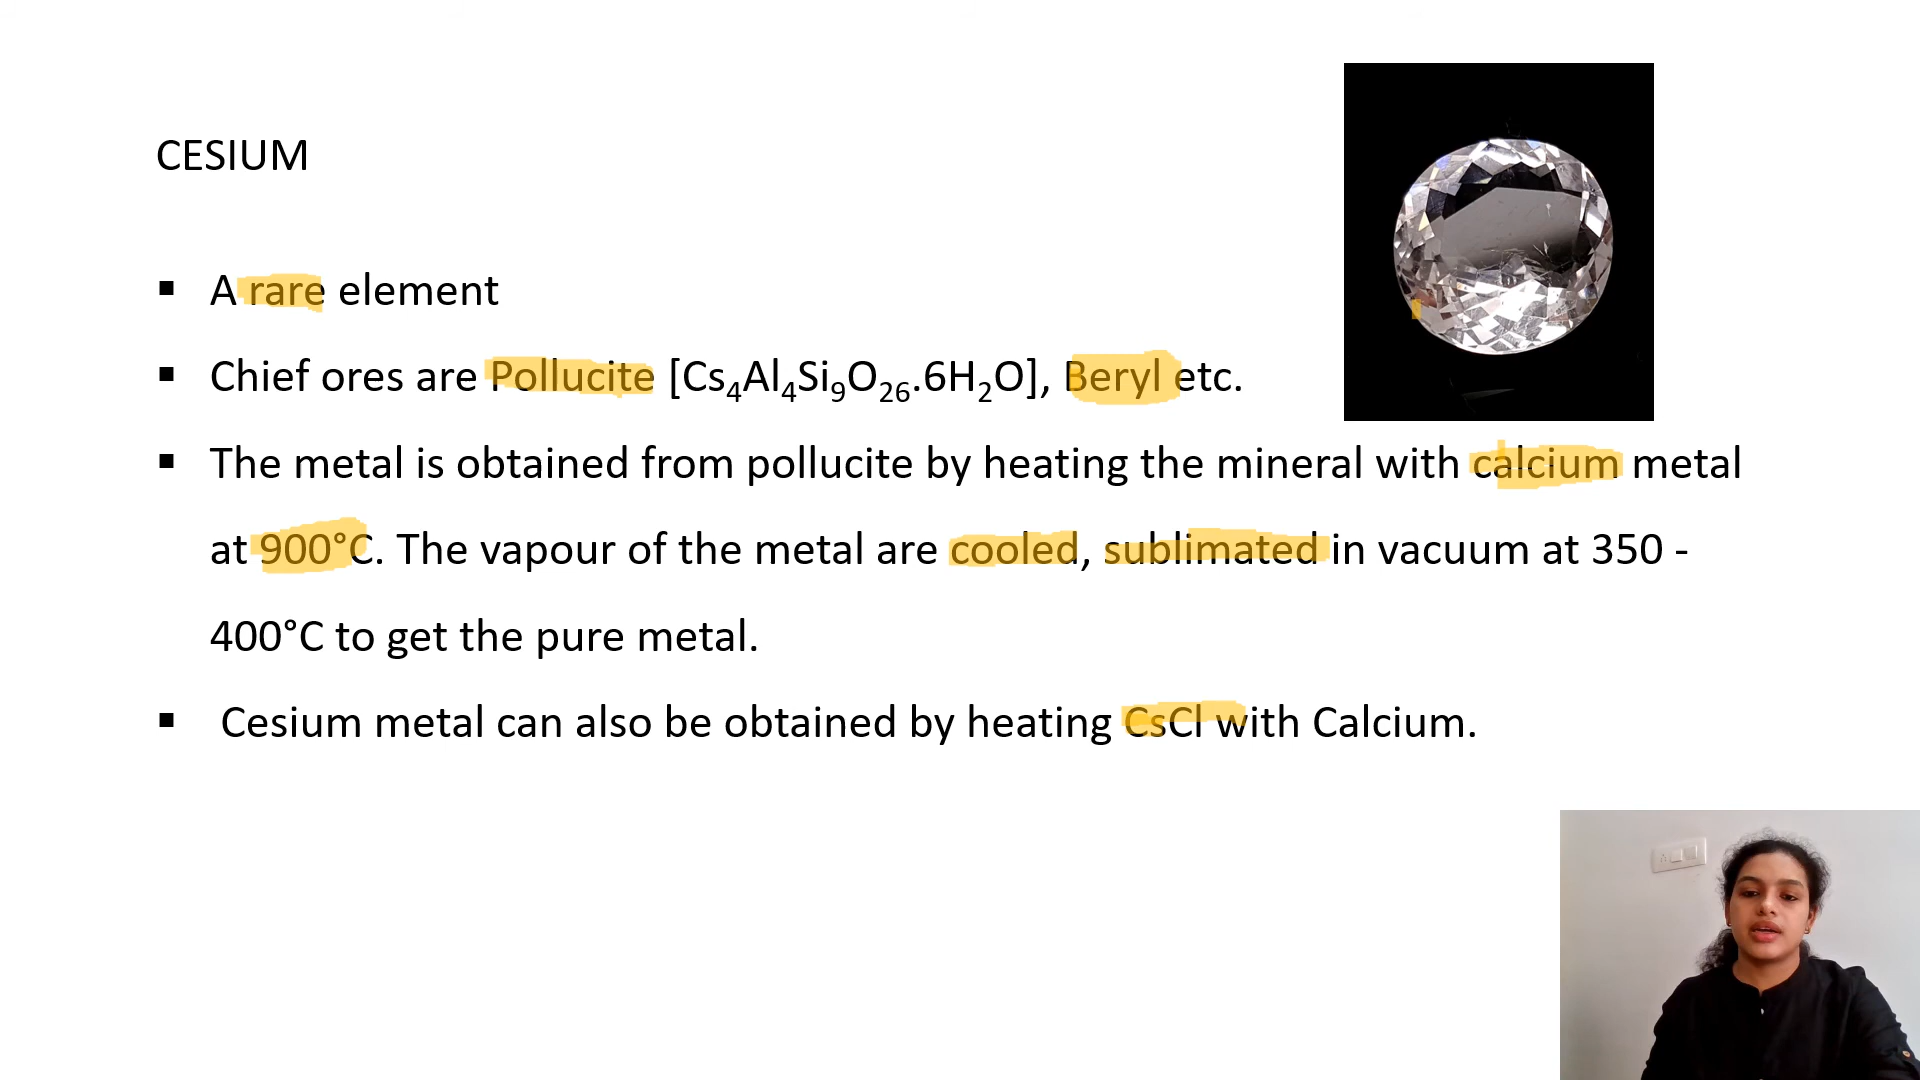 CESIUM
▪ A rare element
▪ Chief ores are Pollucite [Cs₄Al₄Si₉O₂₆.6H₂O], Beryl etc.
▪ The metal is obtained from pollucite by heating the mineral with calcium metal
at 900°C. The vapour of the metal are cooled, sublimated in vacuum at 350 -
400°C to get the pure metal.
▪ Cesium metal can also be obtained by heating CsCl with Calcium.